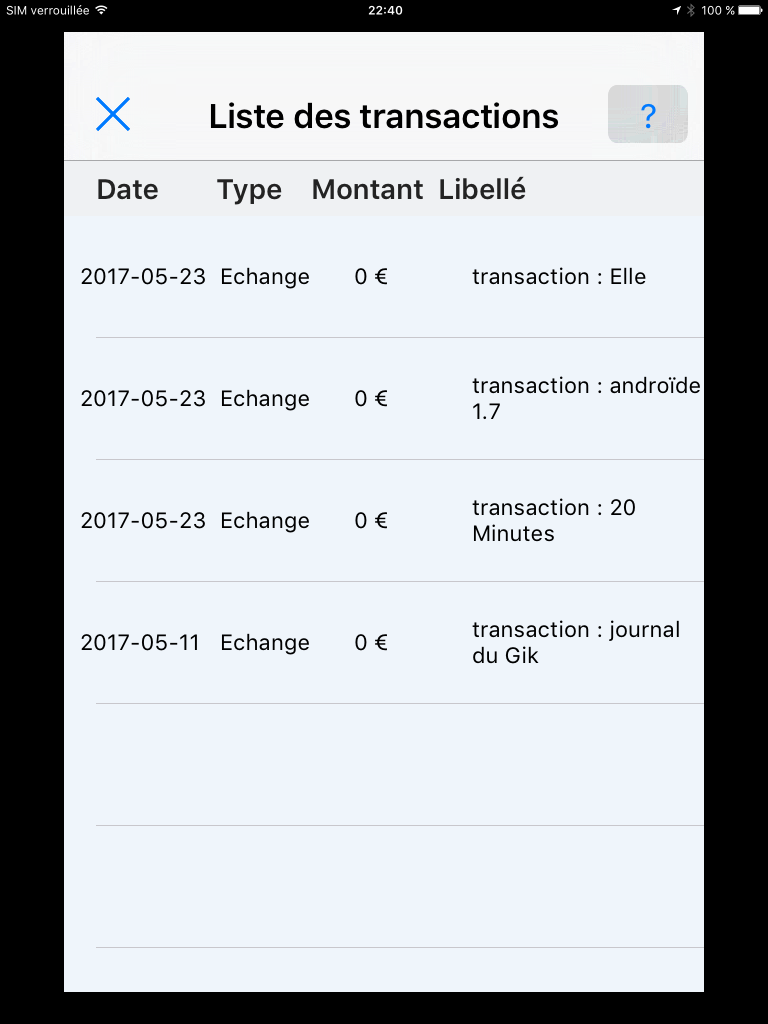 SIM verrouillée 22:40 100 %
Liste des transactions ?
Date Type Montant Libellé
2017-05-23 Echange 0 € transaction : Elle
2017-05-23 Echange 0 € transaction : androïde
1.7
2017-05-23 Echange 0 € transaction : 20
Minutes
2017-05-11 Echange 0 € transaction : journal
du Gik